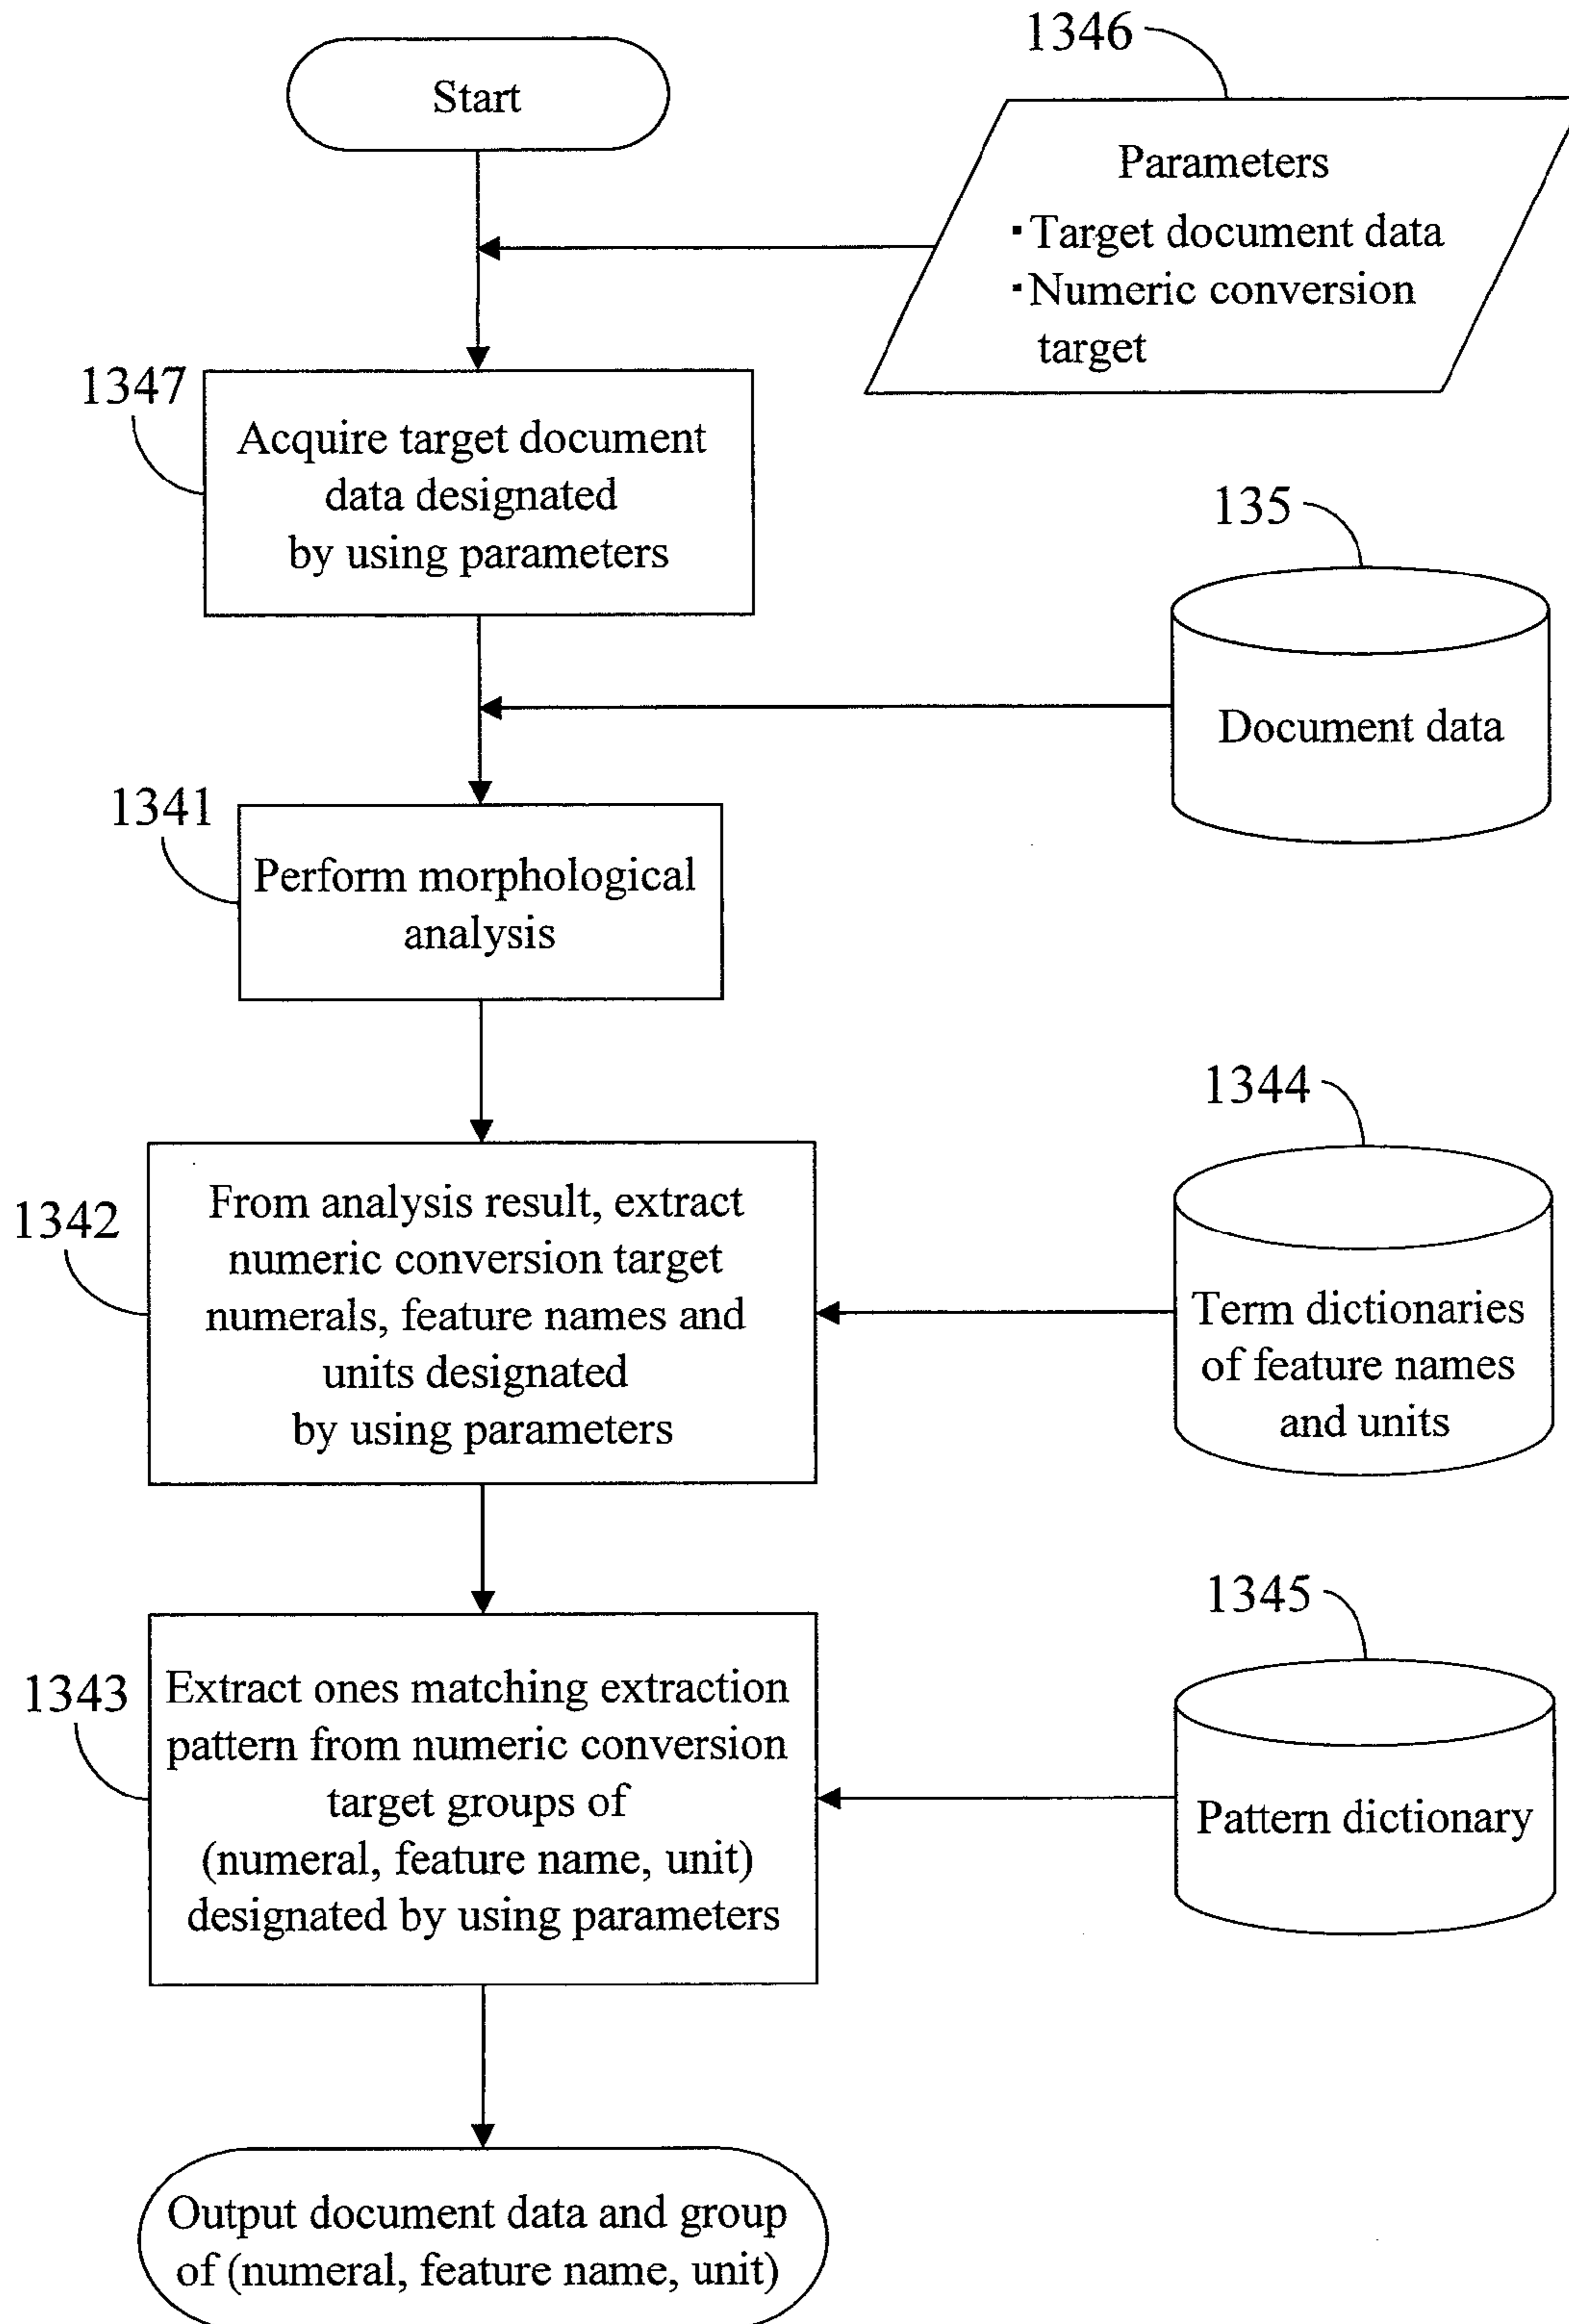 Start
1346
Parameters
・Target document data
・Numeric conversion
target
1347
Acquire target document
data designated
by using parameters
135
Document data
1341
Perform morphological
analysis
1342
From analysis result, extract
numeric conversion target
numerals, feature names and
units designated
by using parameters
1344
Term dictionaries
of feature names
and units
1343
Extract ones matching extraction
pattern from numeric conversion
target groups of
(numeral, feature name, unit)
designated by using parameters
1345
Pattern dictionary
Output document data and group
of (numeral, feature name, unit)